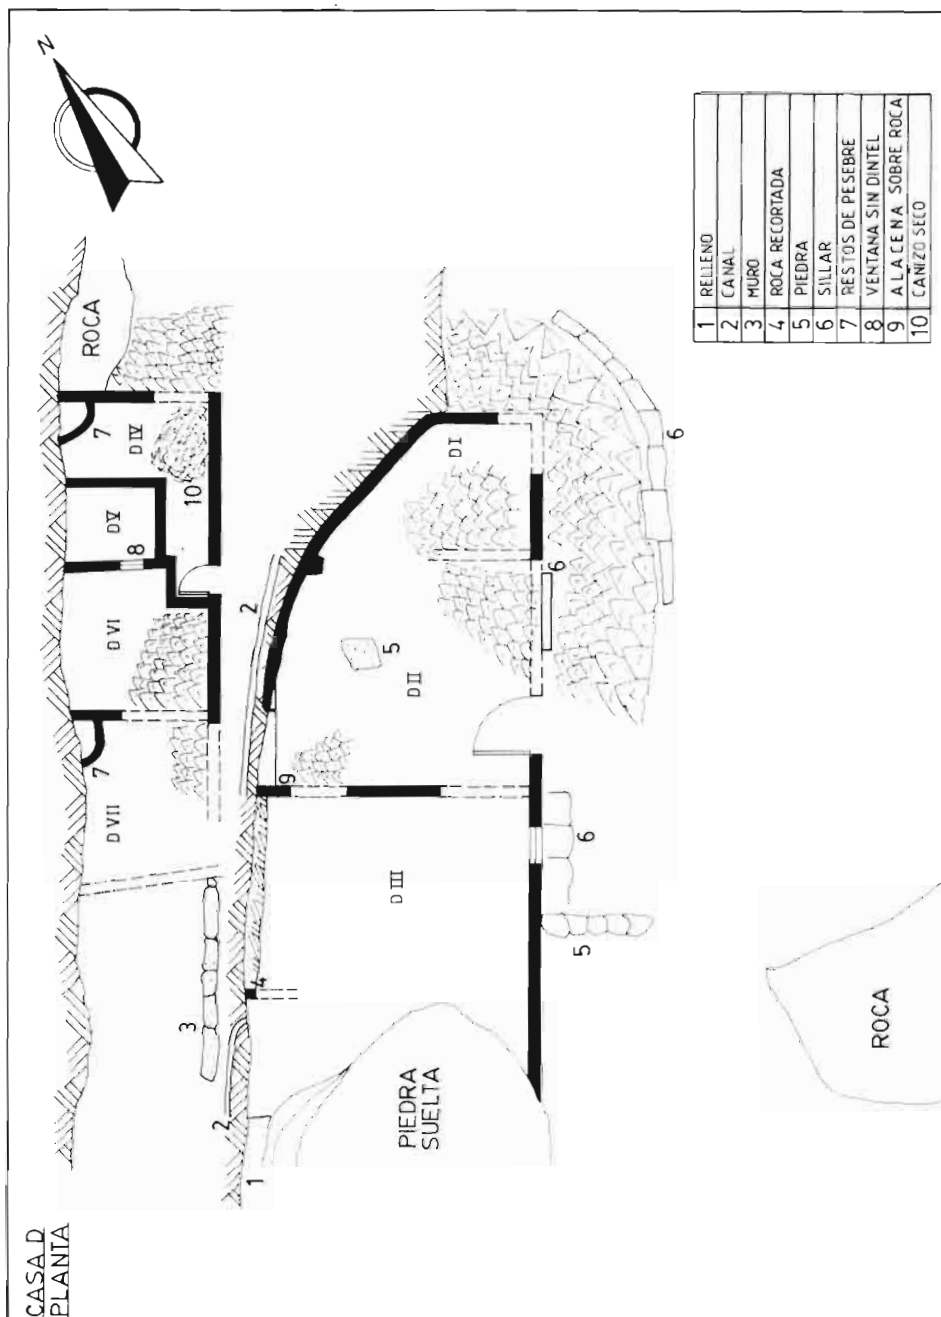 CASA D
PLANTA
N
ROCA
7
D IV
10
D V
8
D VI
7
D VII
3
2
2
1
4
9
D I
6
6
5
D II
D III
6
5
PIEDRA
SUELTA
ROCA
1 RELLENO
2 CANAL
3 MURO
4 ROCA RECORTADA
5 PIEDRA
6 SILLAR
7 RESTOS DE PESEBRE
8 VENTANA SIN DINTEL
9 ALACENA SOBRE ROCA
10 CAÑIZO SECO